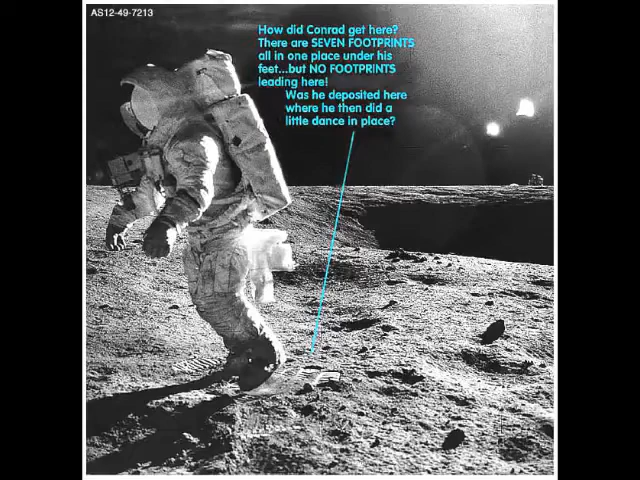 AS12-49-7213
How did Conrad get here?
There are SEVEN FOOTPRINTS
all in one place under his
feet...but NO FOOTPRINTS
leading here!
Was he deposited here
where he then did a
little dance in place?